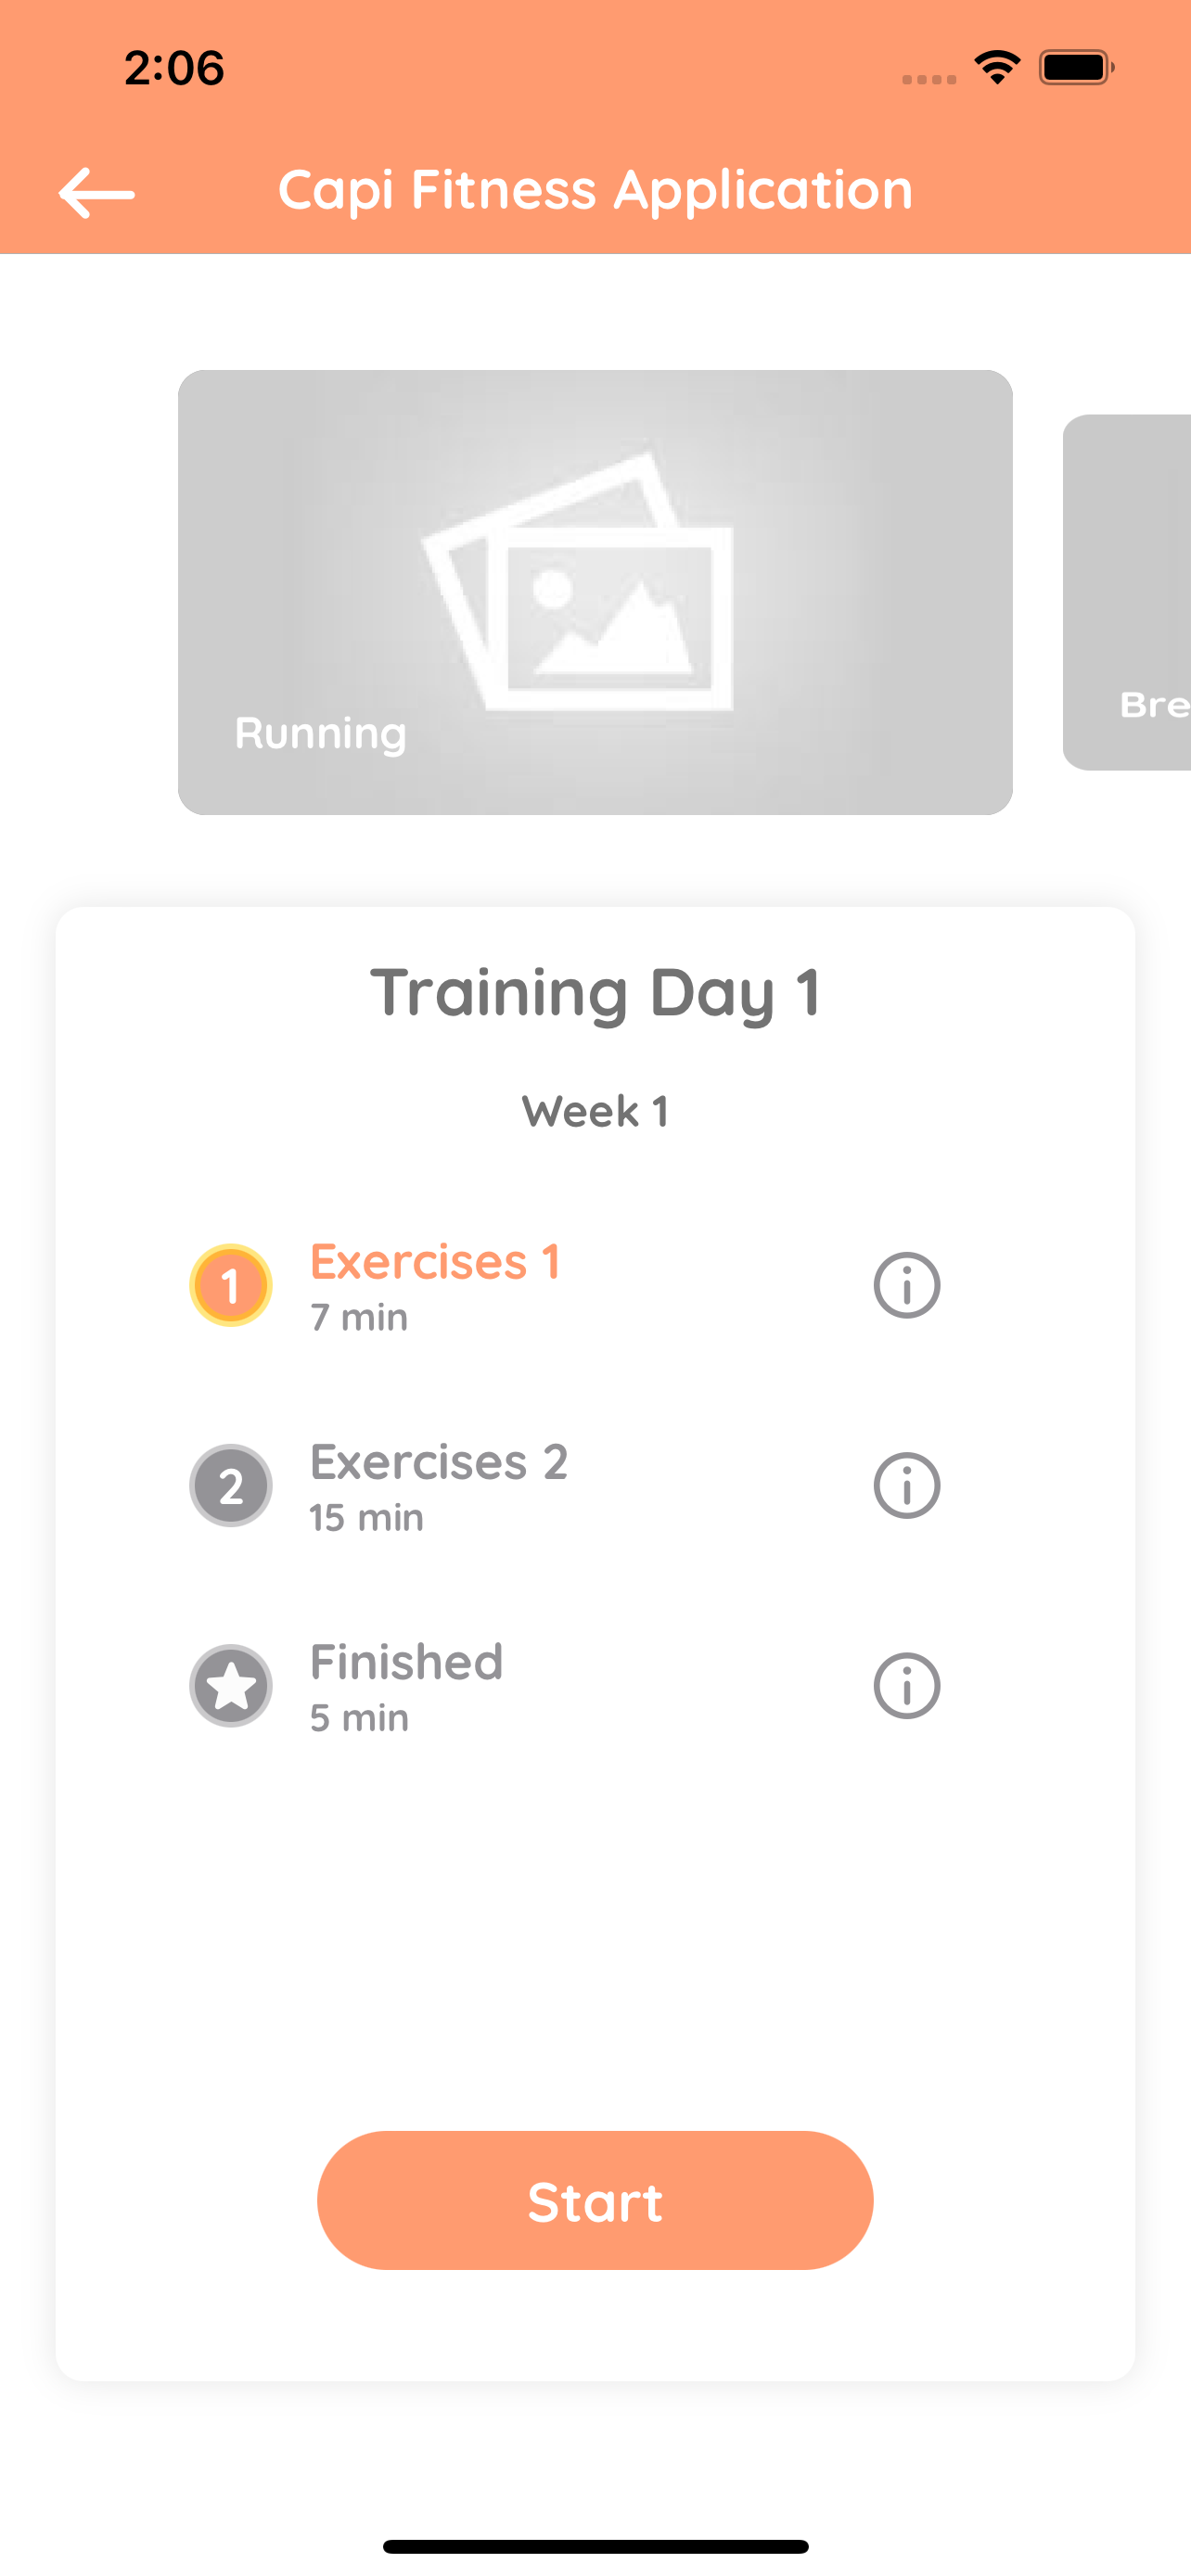 2:06
Capi Fitness Application
Running
Bre
Training Day 1
Week 1
1
Exercises 1
7 min
2
Exercises 2
15 min
Finished
5 min
Start